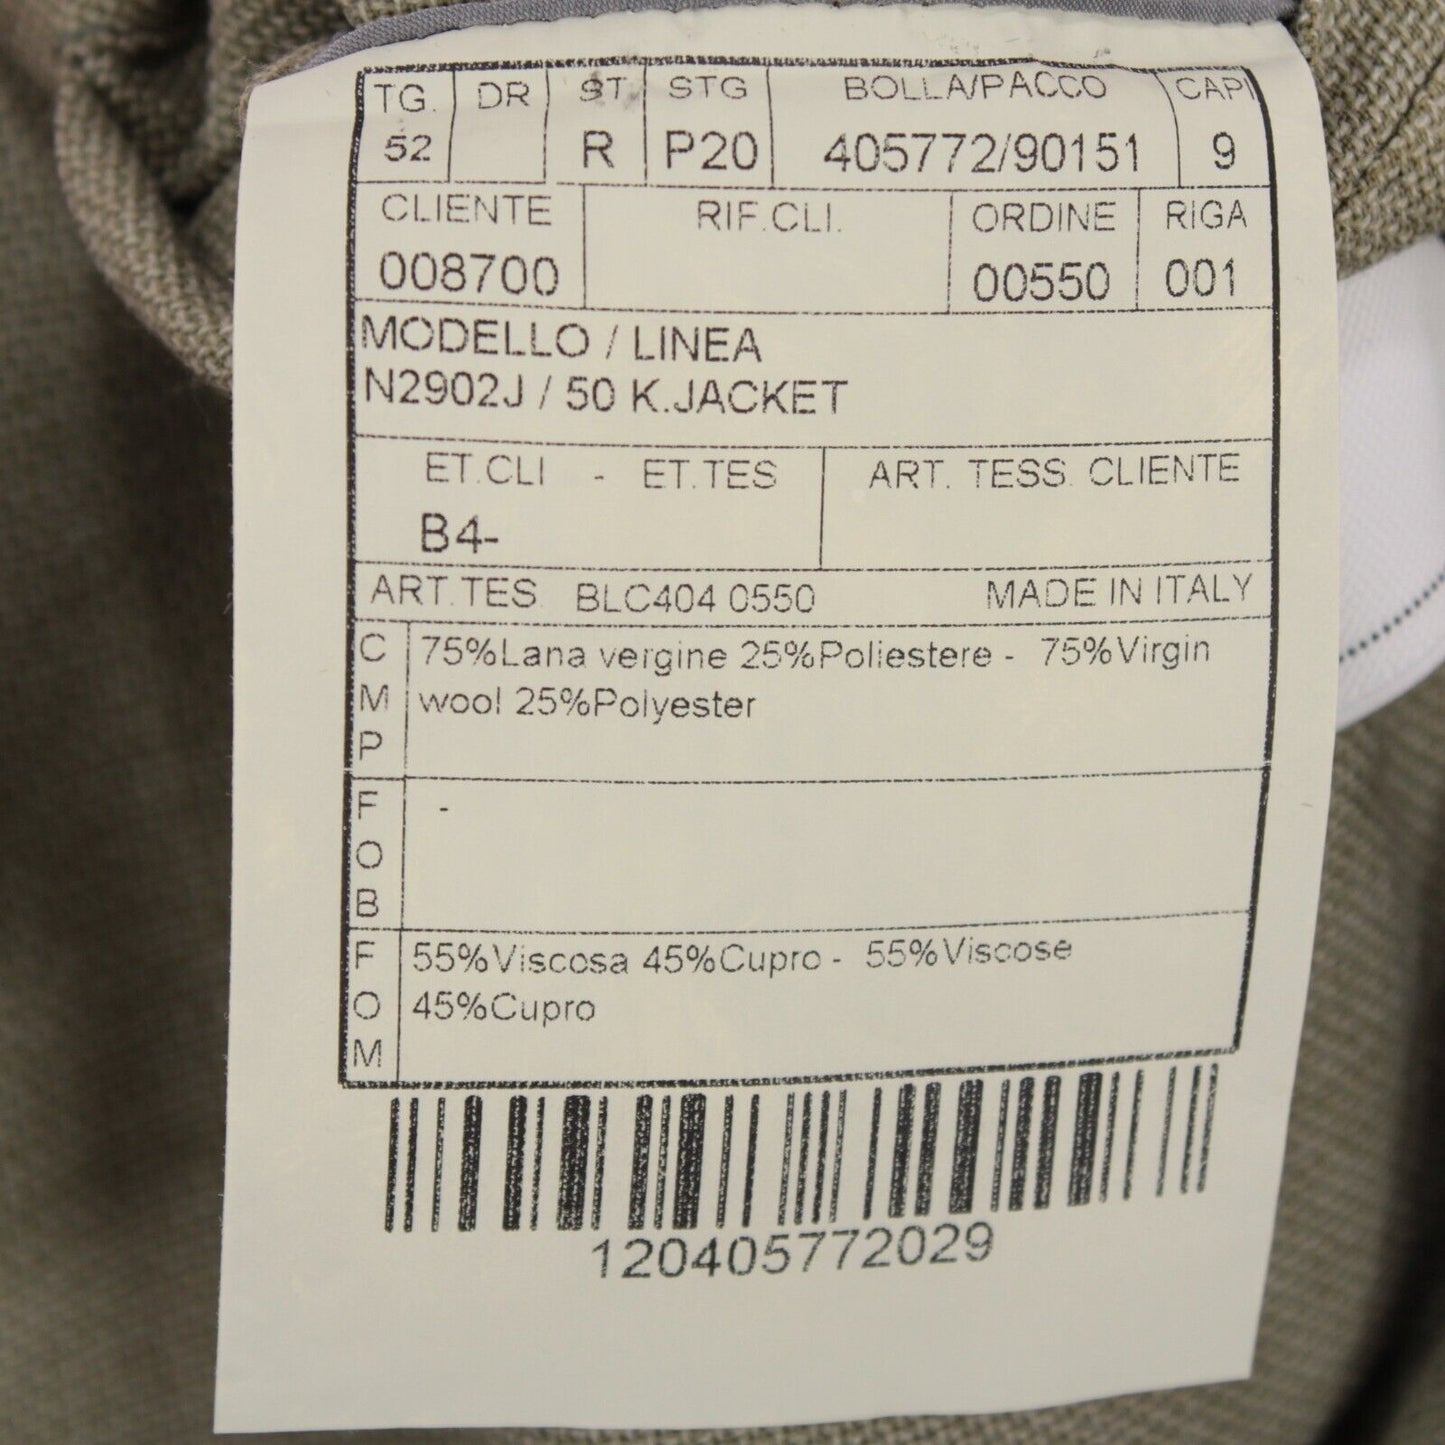 TG. DR ST STG BOLLA/PACCO CAPI
52 R P20 405772/90151 9
CLIENTE RIF.CLI. ORDINE RIGA
008700 00550 001
MODELLO / LINEA
N2902J / 50 K.JACKET
ET.CLI - ET.TES ART. TESS. CLIENTE
B4-
ART.TES. BLC404 0550 MADE IN ITALY
CMP 75%Lana vergine 25%Poliestere - 75%Virgin
wool 25%Polyester
FOB -
FOM 55%Viscosa 45%Cupro - 55%Viscose
45%Cupro
120405772029